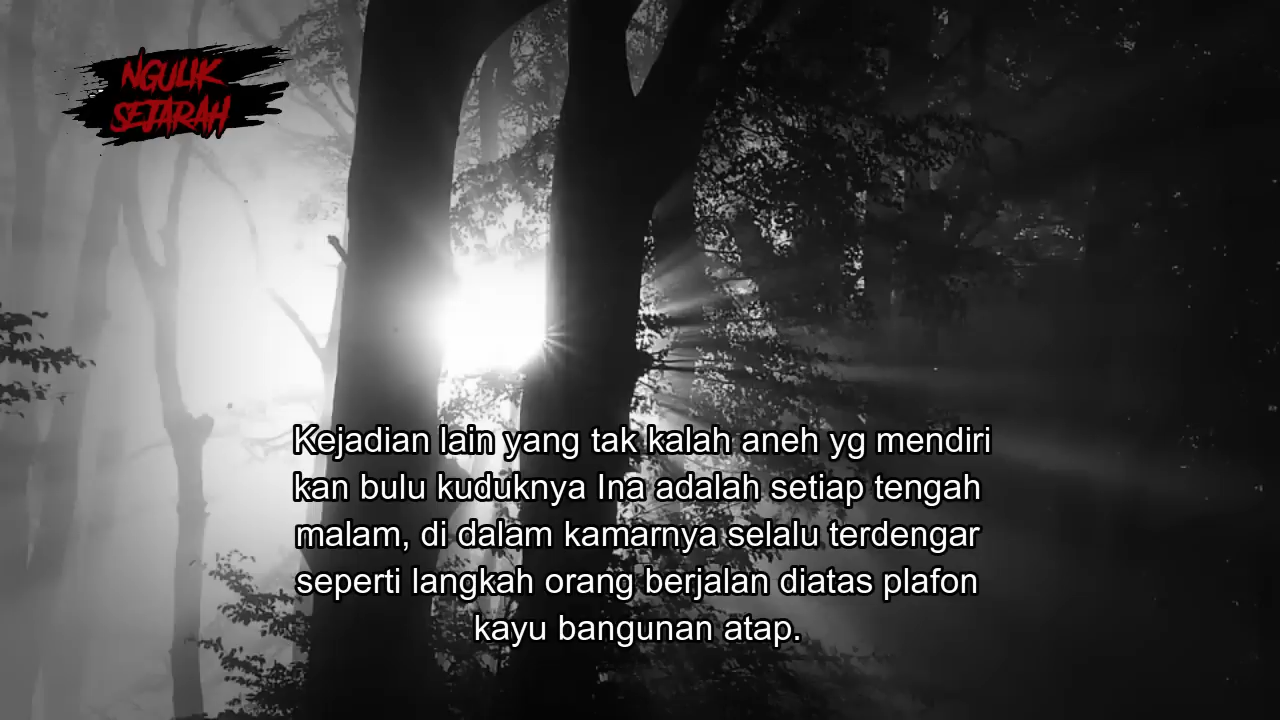 NGULIK
SEJARAH
Kejadian lain yang tak kalah aneh yg mendiri
kan bulu kuduknya Ina adalah setiap tengah
malam, di dalam kamarnya selalu terdengar
seperti langkah orang berjalan diatas plafon
kayu bangunan atap.